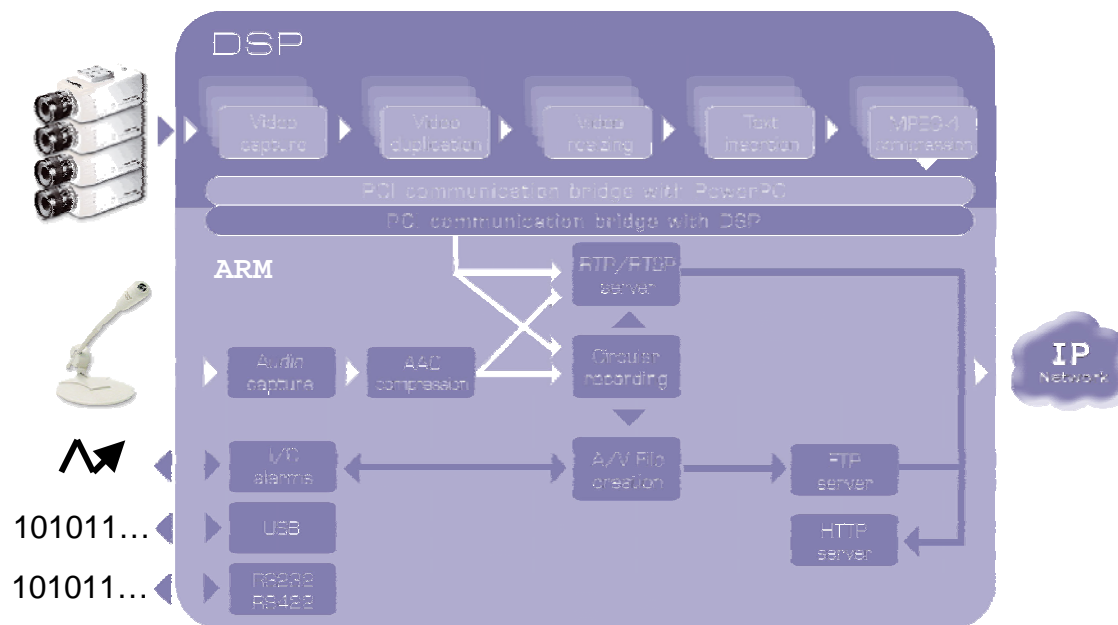 DSP
Video
capture
Video
duplication
Video
resizing
Text
insertion
MPEG-4
compression
PCI communication bridge with PowerPC
PCI communication bridge with DSP
ARM
RTP/RTSP
server
Audio
capture
AAC
compression
Circular
recording
IP
Network
I/O
alarms
A/V File
creation
FTP
server
101011...
USB
HTTP
server
101011...
RS232
RS422